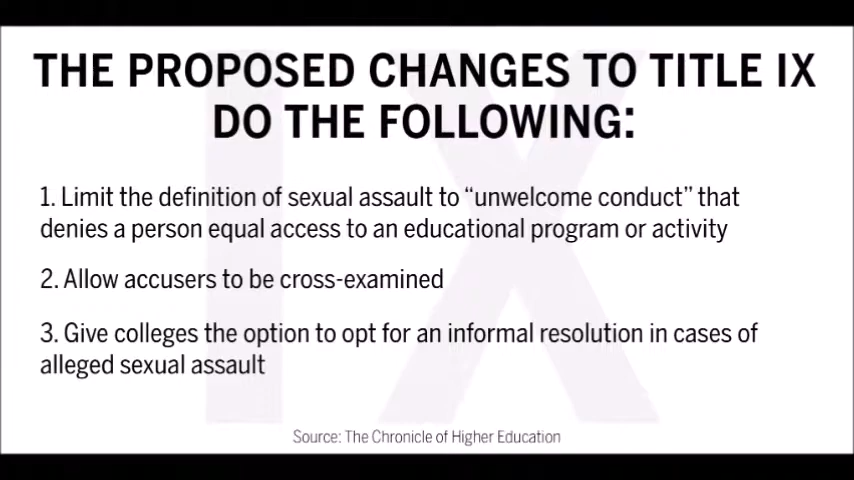 THE PROPOSED CHANGES TO TITLE IX
DO THE FOLLOWING:
1. Limit the definition of sexual assault to “unwelcome conduct” that
denies a person equal access to an educational program or activity
2. Allow accusers to be cross-examined
3. Give colleges the option to opt for an informal resolution in cases of
alleged sexual assault
Source: The Chronicle of Higher Education
IX